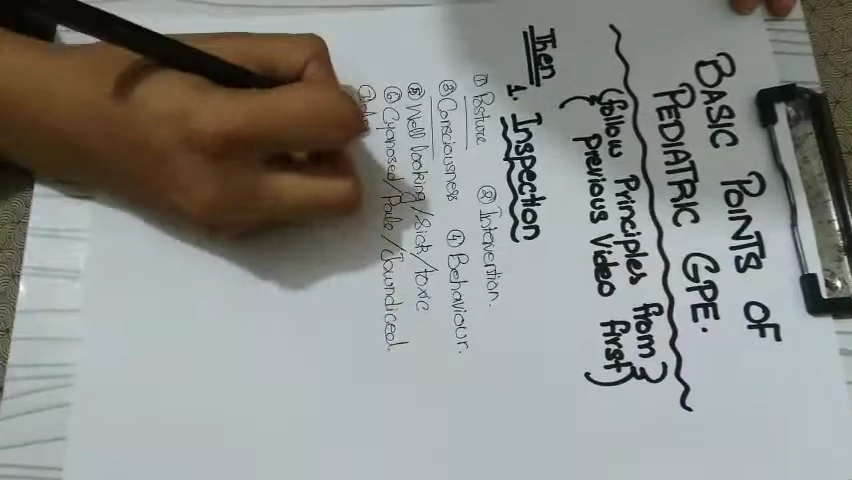 BASIC POINTS OF
PEDIATRIC GPE.
(follow Principles from
previous Video first)
Then
1. Inspection
① Posture ② Intervention.
③ Consciousness ④ Behaviour.
⑤ Well looking/Sick/toxic
⑥ Cyanosed/Pale/Jaundiced
⑦